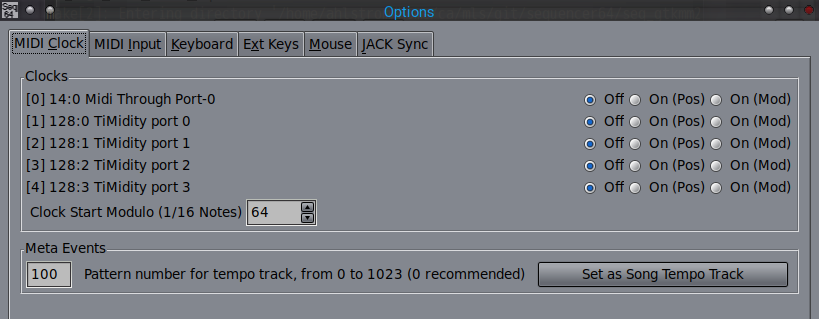 Seq 64
Options
MIDI Clock MIDI Input Keyboard Ext Keys Mouse JACK Sync
Clocks
[0] 14:0 Midi Through Port-0 Off On (Pos) On (Mod)
[1] 128:0 TiMidity port 0 Off On (Pos) On (Mod)
[2] 128:1 TiMidity port 1 Off On (Pos) On (Mod)
[3] 128:2 TiMidity port 2 Off On (Pos) On (Mod)
[4] 128:3 TiMidity port 3 Off On (Pos) On (Mod)
Clock Start Modulo (1/16 Notes) 64
Meta Events
100 Pattern number for tempo track, from 0 to 1023 (0 recommended) Set as Song Tempo Track